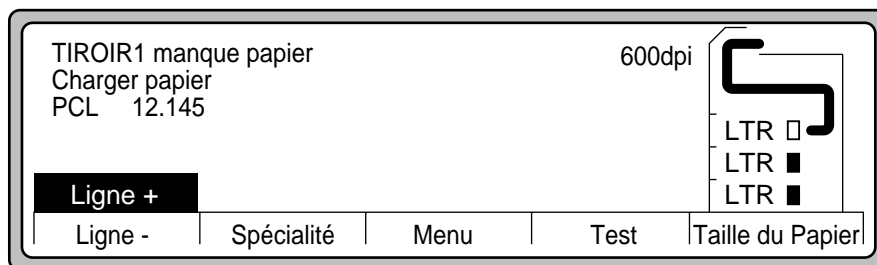 TIROIR1 manque papier 600dpi
Charger papier
PCL 12.145
LTR
LTR
LTR
Ligne +
Ligne - Spécialité Menu Test Taille du Papier